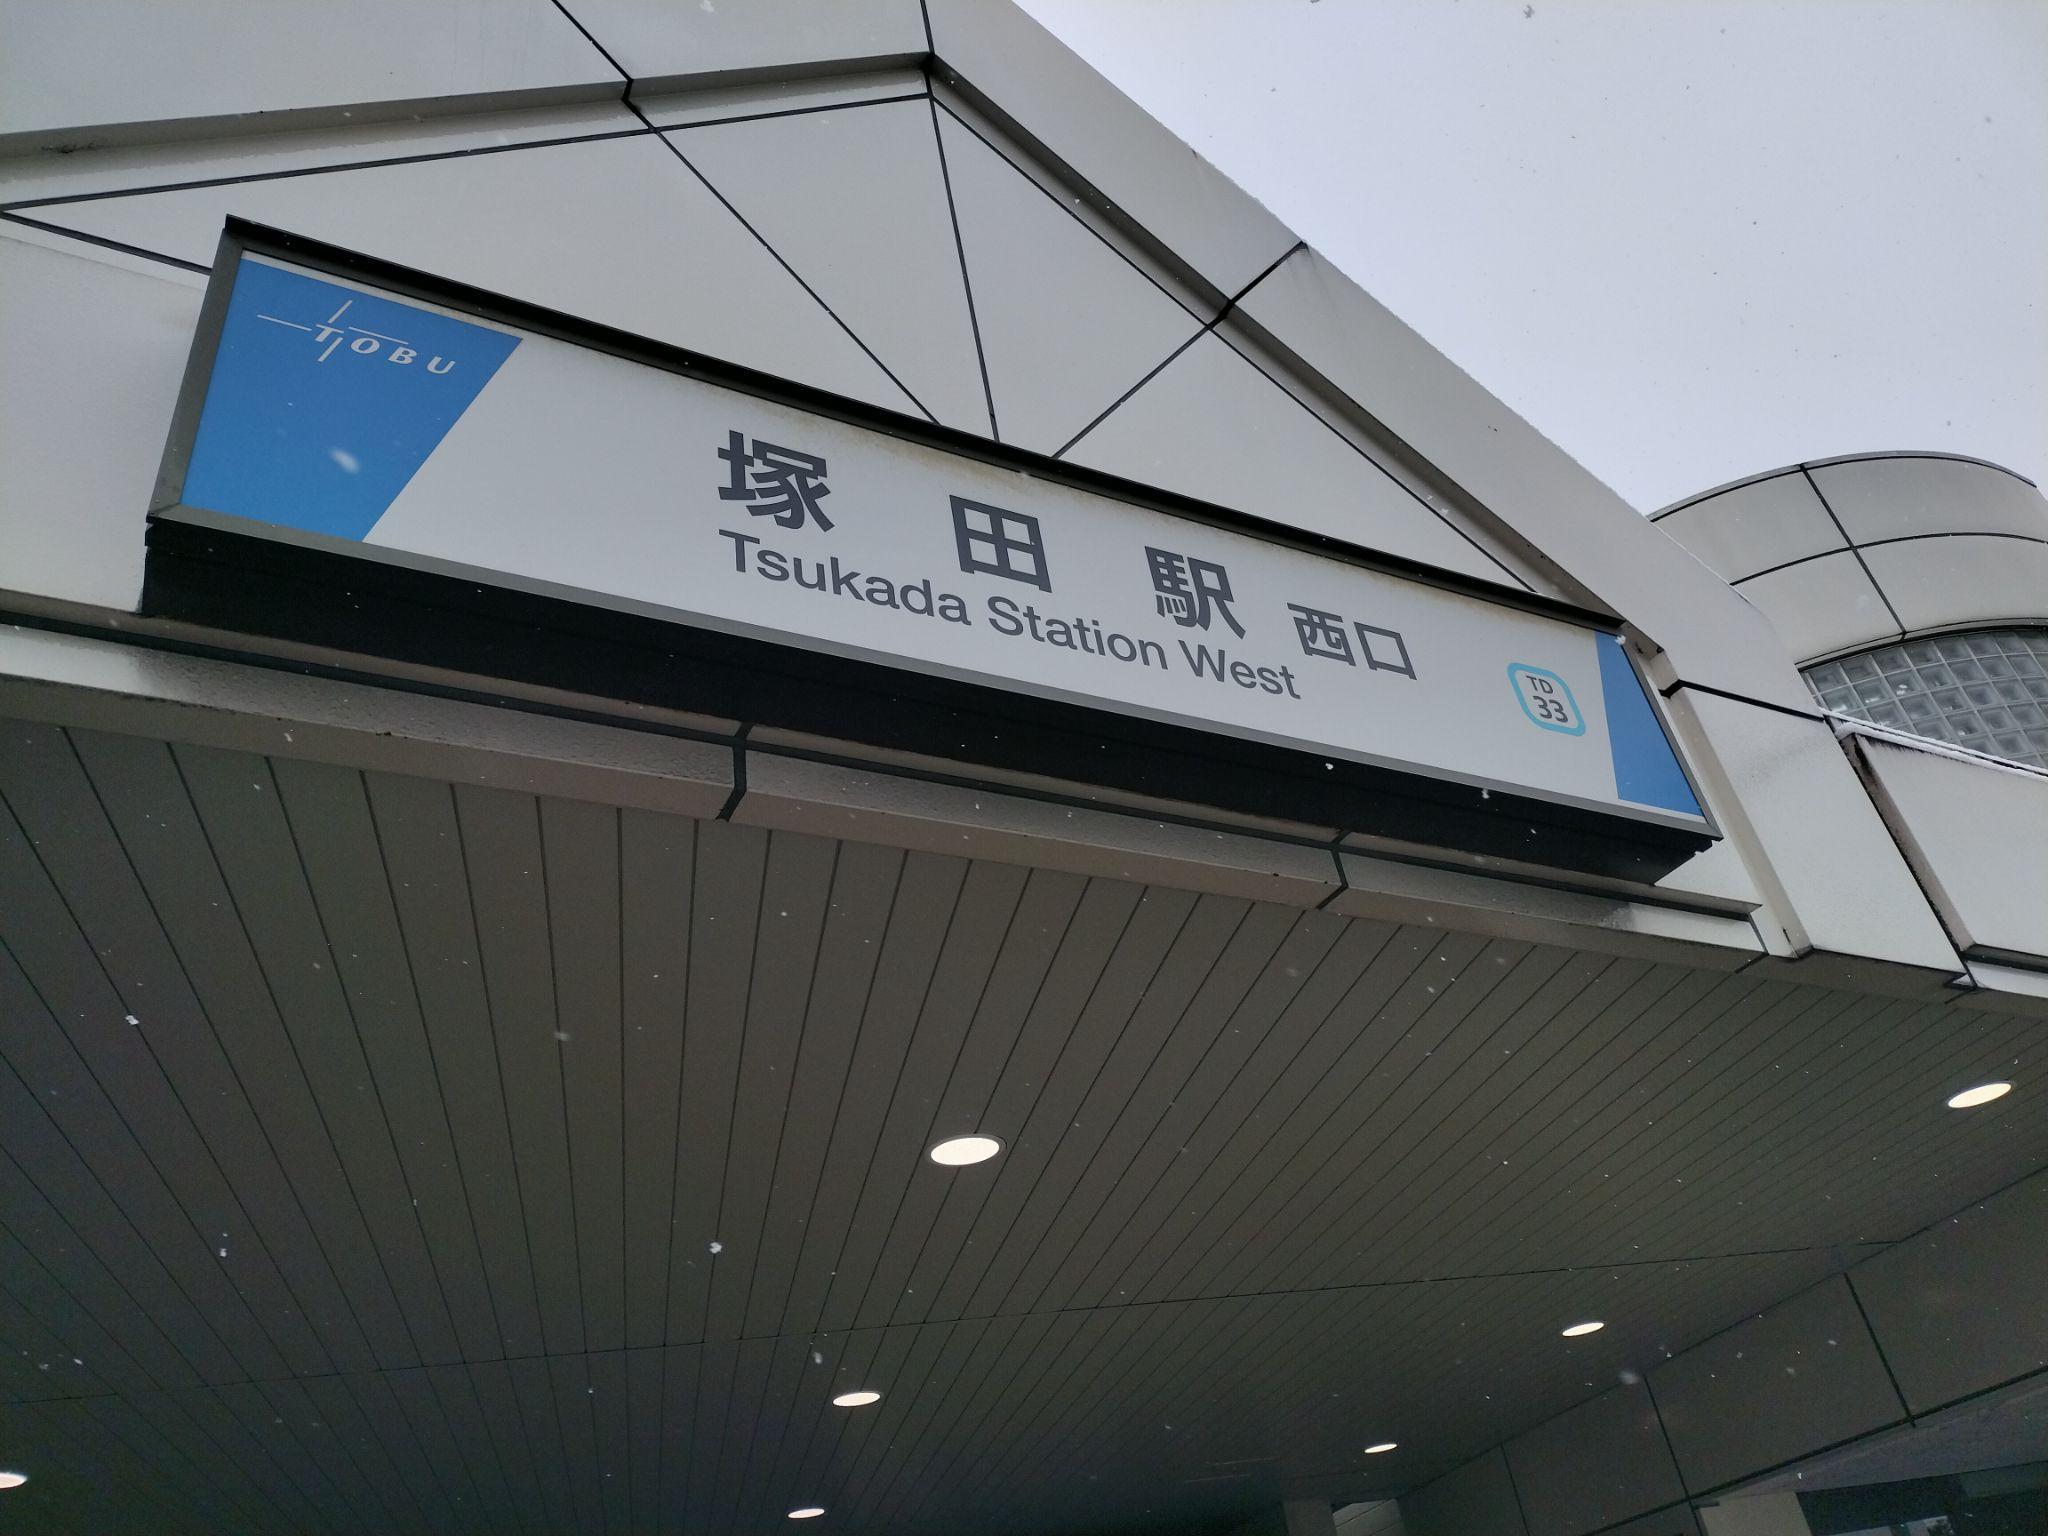 TOBU
塚田駅 西口
Tsukada Station West
TD
33